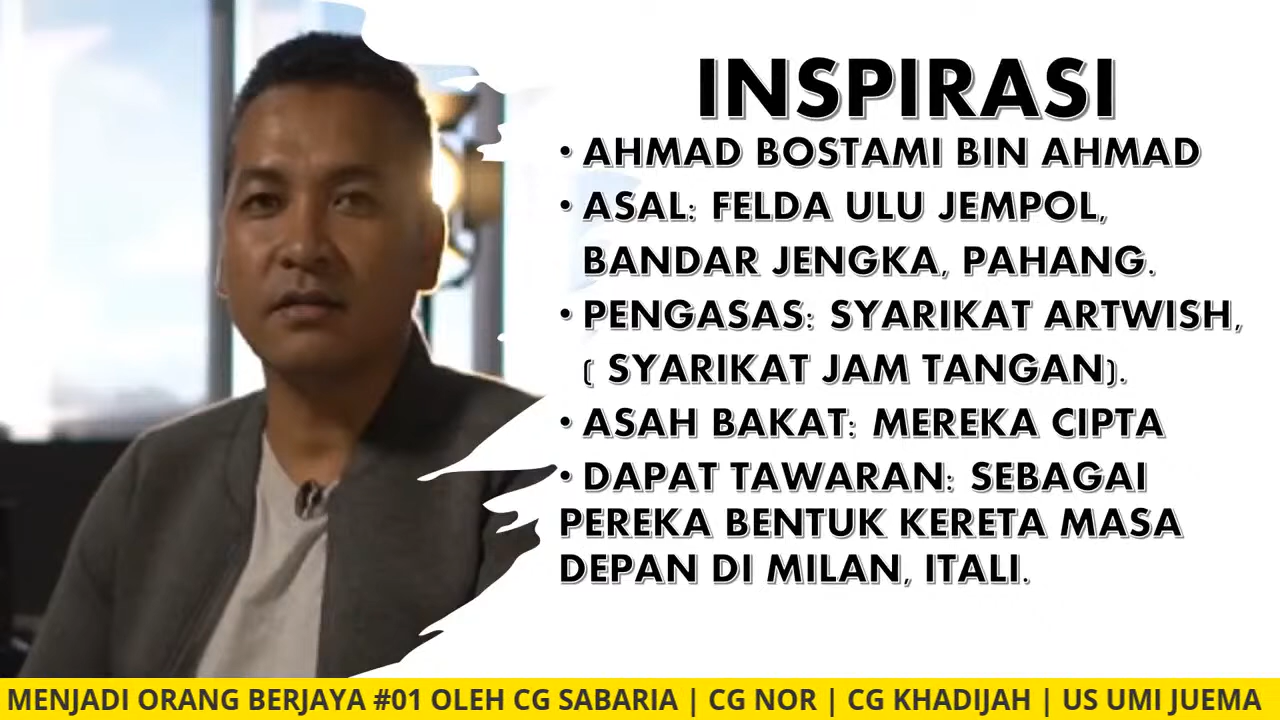 INSPIRASI
• AHMAD BOSTAMI BIN AHMAD
• ASAL: FELDA ULU JEMPOL,
BANDAR JENGKA, PAHANG.
• PENGASAS: SYARIKAT ARTWISH,
( SYARIKAT JAM TANGAN).
• ASAH BAKAT: MEREKA CIPTA
• DAPAT TAWARAN: SEBAGAI
PEREKA BENTUK KERETA MASA
DEPAN DI MILAN, ITALI.
MENJADI ORANG BERJAYA #01 OLEH CG SABARIA | CG NOR | CG KHADIJAH | US UMI JUEMA